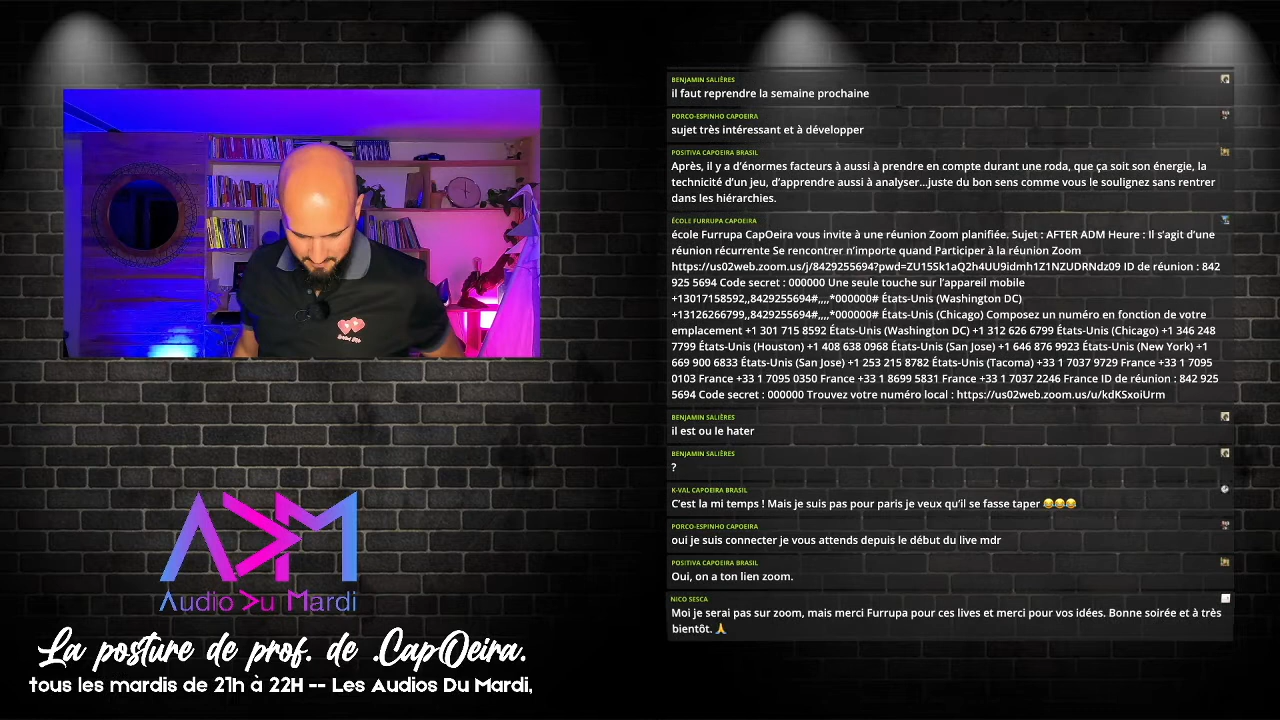 BENJAMIN SALIÈRES
il faut reprendre la semaine prochaine
PORCO-ESPINHO CAPOEIRA
sujet très intéressant et à développer
POSITIVA CAPOEIRA BRASIL
Après, il y a d'énormes facteurs à aussi à prendre en compte durant une roda, que ça soit son énergie, la
technicité d'un jeu, d'apprendre aussi à analyser...juste du bon sens comme vous le soulignez sans rentrer
dans les hiérarchies.
ÉCOLE FURRUPA CAPOEIRA
école Furrupa CapOeira vous invite à une réunion Zoom planifiée. Sujet : AFTER ADM Heure : Il s'agit d'une
réunion récurrente Se rencontrer n'importe quand Participer à la réunion Zoom
https://us02web.zoom.us/j/8429255694?pwd=ZU15Sk1aQ2h4UU9idmh1Z1NZUDRNdz09 ID de réunion : 842
925 5694 Code secret : 000000 Une seule touche sur l'appareil mobile
+13017158592,,8429255694#,,,,*000000# États-Unis (Washington DC)
+13126266799,,8429255694#,,,,*000000# États-Unis (Chicago) Composez un numéro en fonction de votre
emplacement +1 301 715 8592 États-Unis (Washington DC) +1 312 626 6799 États-Unis (Chicago) +1 346 248
7799 États-Unis (Houston) +1 408 638 0968 États-Unis (San Jose) +1 646 876 9923 États-Unis (New York) +1
669 900 6833 États-Unis (San Jose) +1 253 215 8782 États-Unis (Tacoma) +33 1 7037 9729 France +33 1 7095
0103 France +33 1 7095 0350 France +33 1 8699 5831 France +33 1 7037 2246 France ID de réunion : 842 925
5694 Code secret : 000000 Trouvez votre numéro local : https://us02web.zoom.us/u/kdKSxoiUrm
BENJAMIN SALIÈRES
il est ou le hater
BENJAMIN SALIÈRES
?
K-VAL CAPOEIRA BRASIL
C'est la mi temps ! Mais je suis pas pour paris je veux qu'il se fasse taper 😂😂😂
PORCO-ESPINHO CAPOEIRA
oui je suis connecter je vous attends depuis le début du live mdr
POSITIVA CAPOEIRA BRASIL
Oui, on a ton lien zoom.
NICO SESCA
Moi je serai pas sur zoom, mais merci Furrupa pour ces lives et merci pour vos idées. Bonne soirée et à très
bientôt. 🙏
ADM
Audio Du Mardi
La posture de prof. de .CapOeira.
tous les mardis de 21h à 22H -- Les Audios Du Mardi,